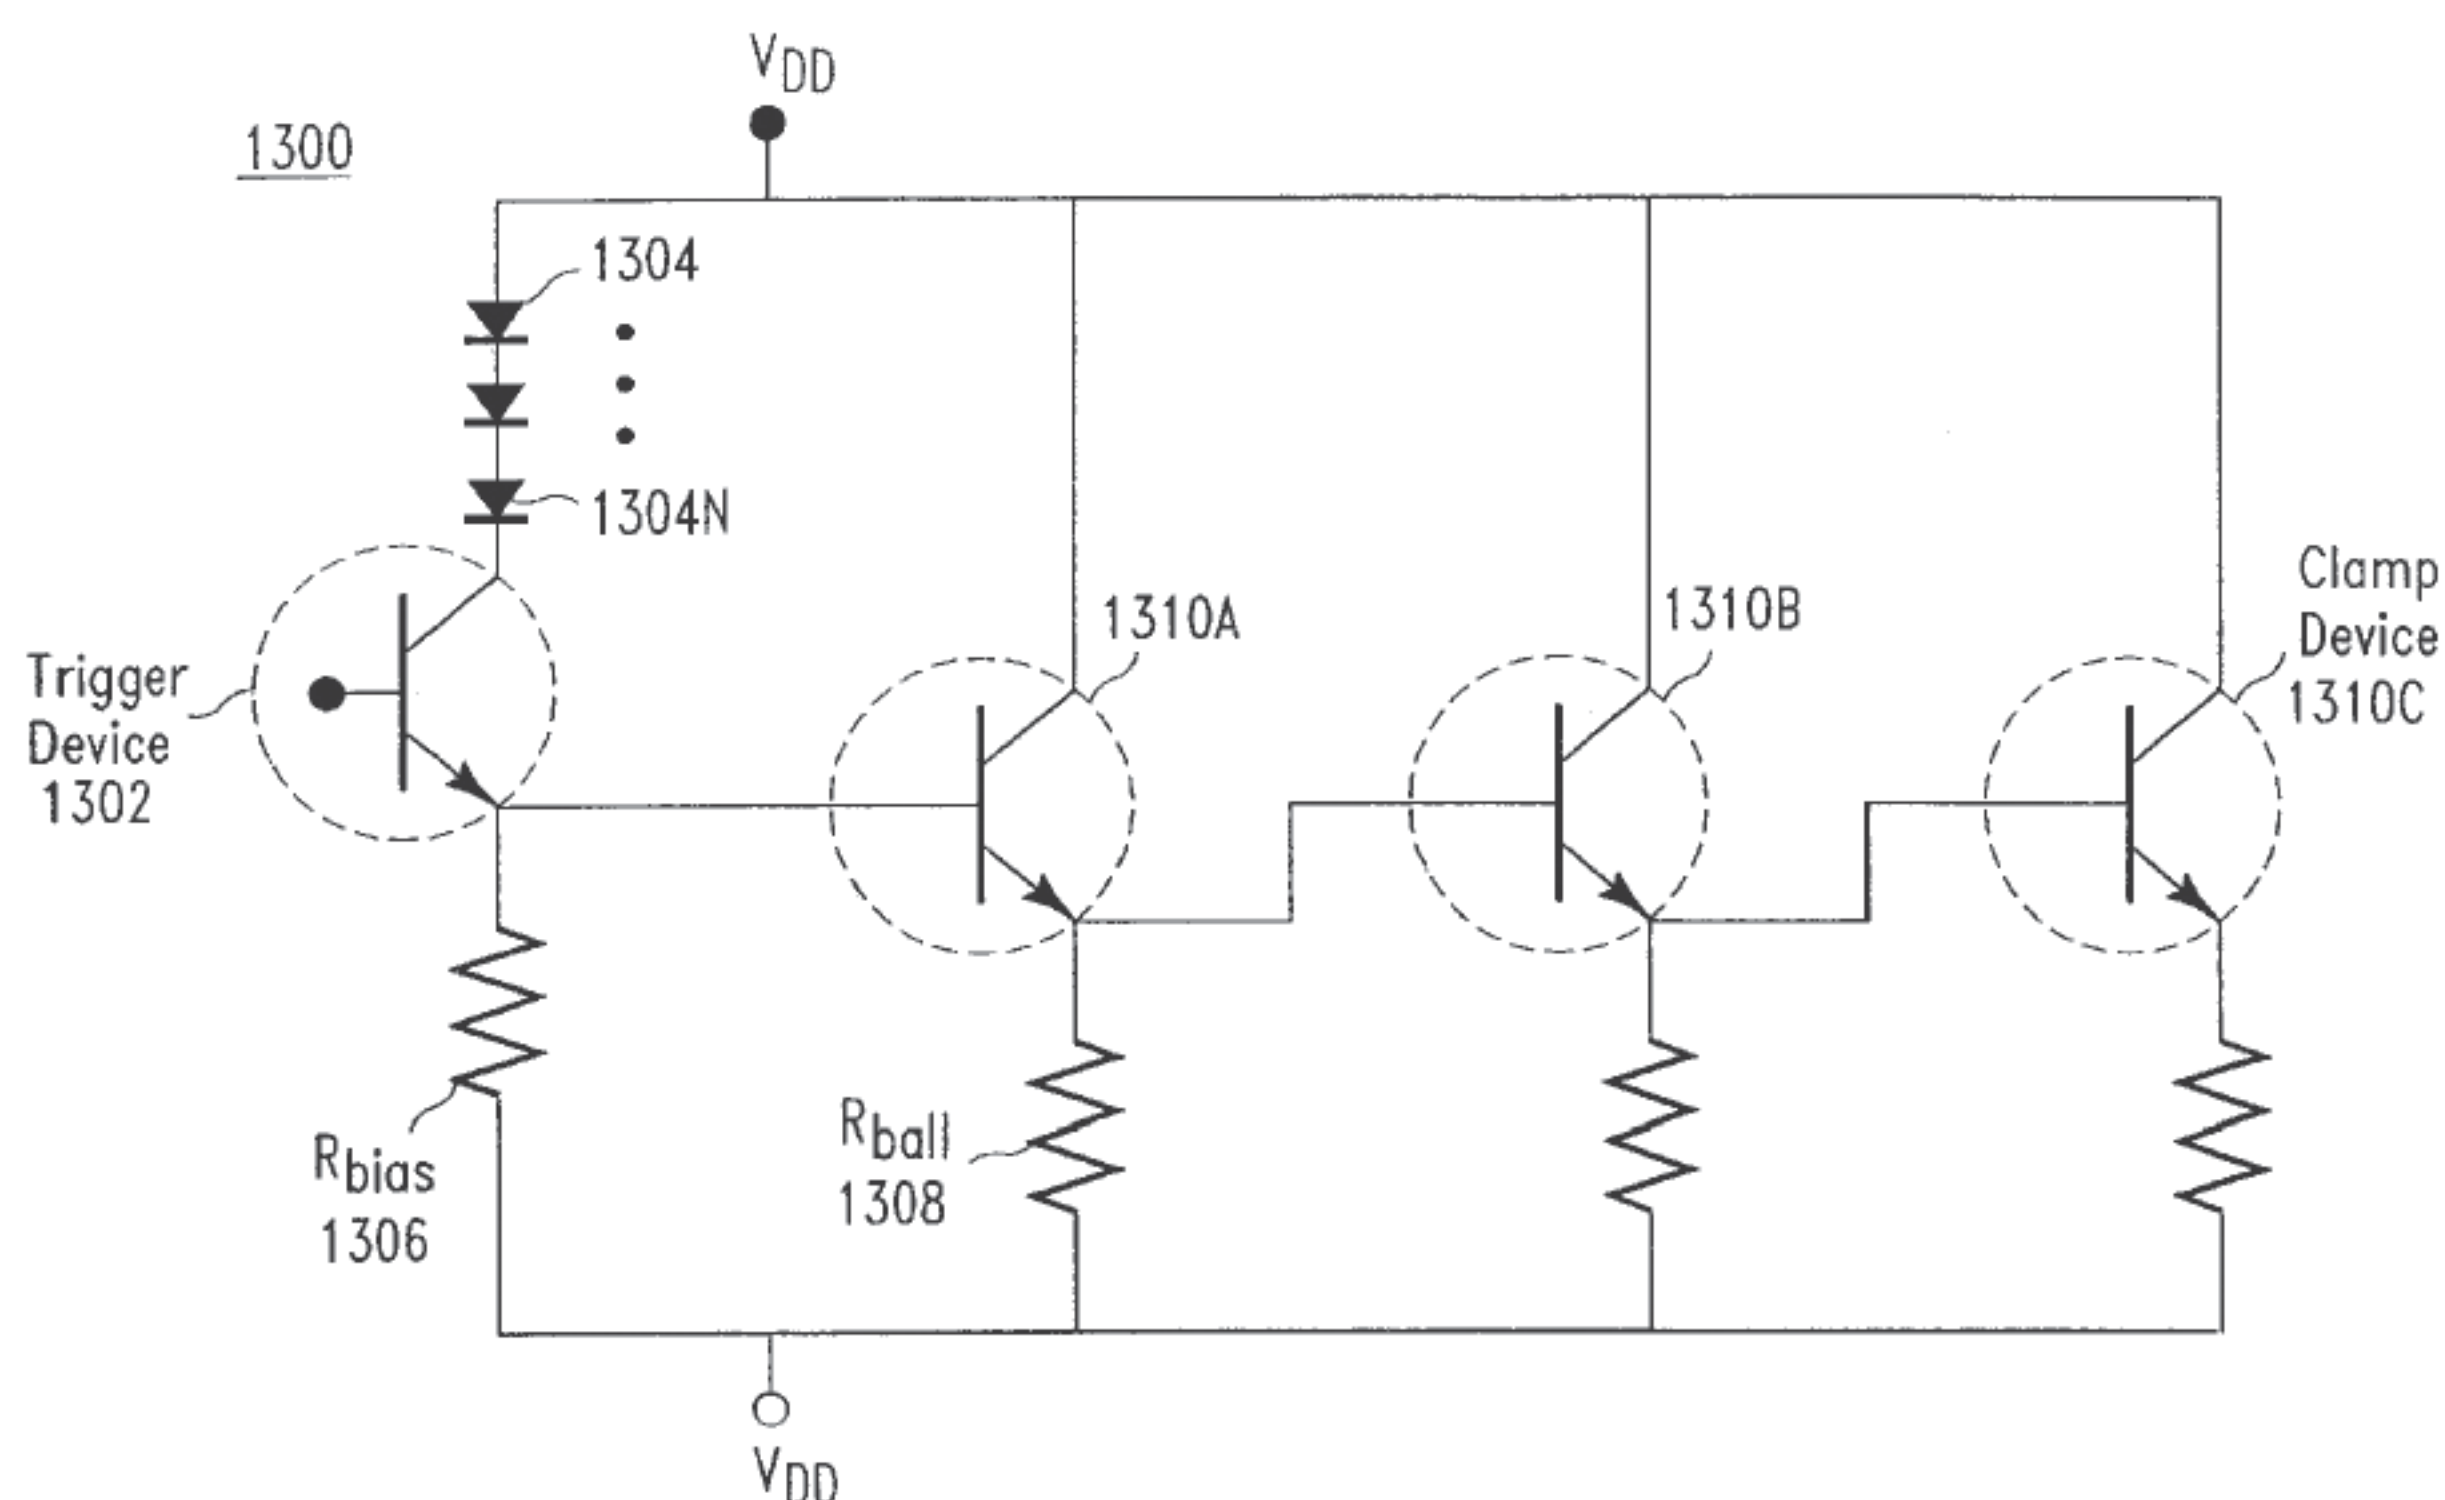 VDD
1300
1304
1304N
Trigger
Device
1302
1310A
1310B
Clamp
Device
1310C
Rbias
1306
Rball
1308
VDD